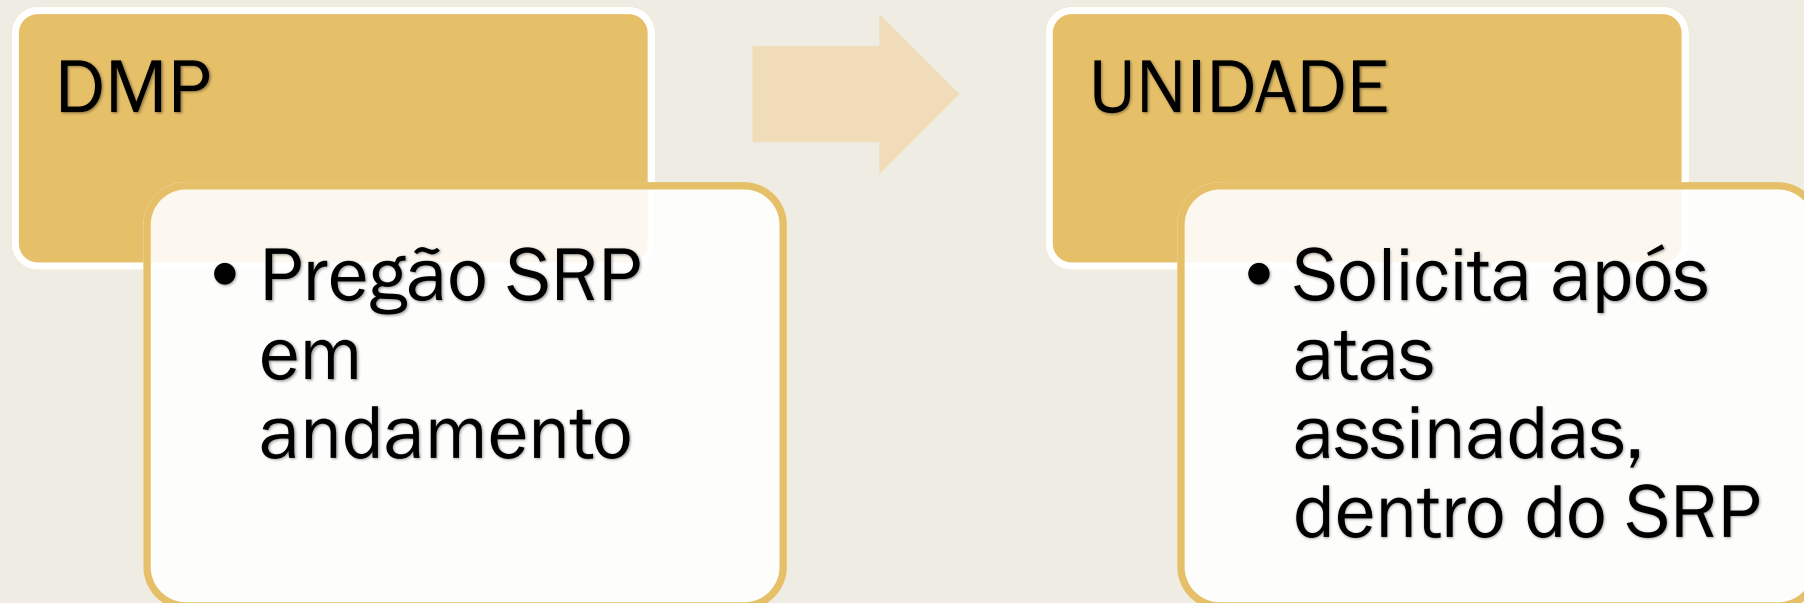 DMP
• Pregão SRP
em
andamento
UNIDADE
• Solicita após
atas
assinadas,
dentro do SRP